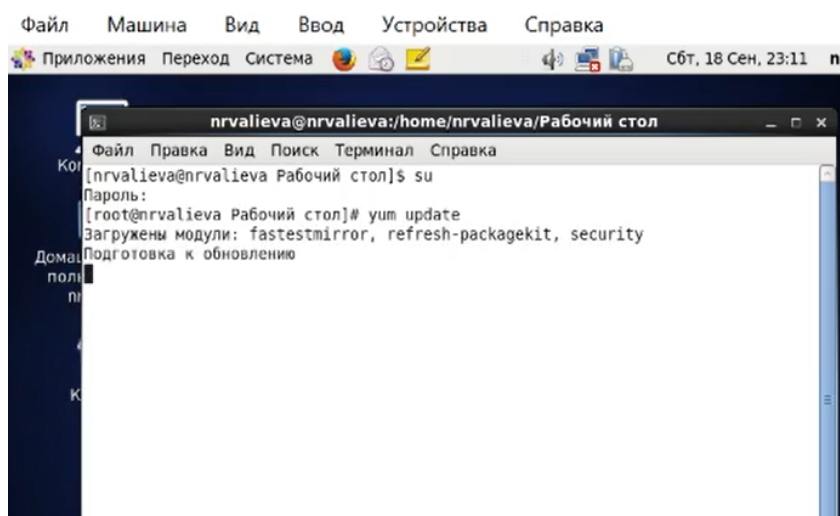 Файл Машина Вид Ввод Устройства Справка
Приложения Переход Система Сбт, 18 Сен, 23:11
nrvalieva@nrvalieva:/home/nrvalieva/Рабочий стол
Файл Правка Вид Поиск Терминал Справка
[nrvalieva@nrvalieva Рабочий стол]$ su
Пароль:
[root@nrvalieva Рабочий стол]# yum update
Загружены модули: fastestmirror, refresh-packagekit, security
Подготовка к обновлению